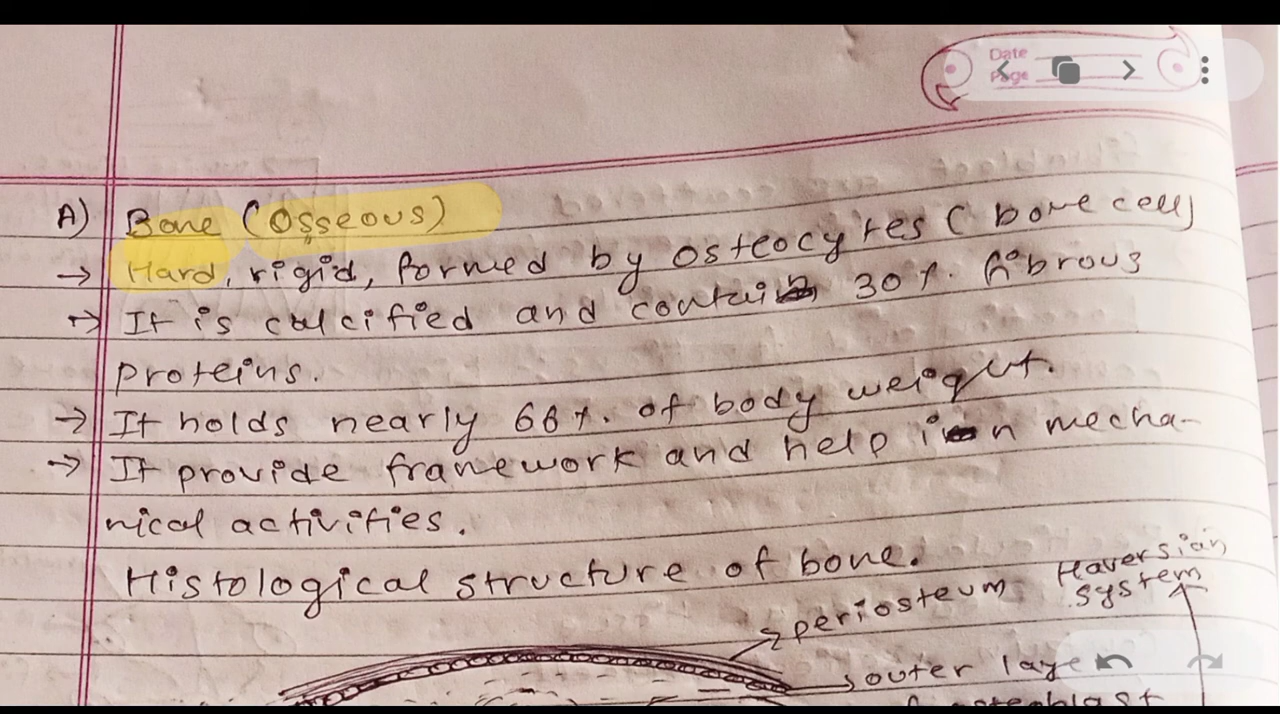 Date
Page
A) Bone (Osseous)
→ Hard, rigid, formed by osteocytes (bone cell)
→ It is calcified and contain 30%. fibrous
proteins.
→ It holds nearly 66%. of body weight.
→ It provide framework and help in mecha-
nical activities.
Histological structure of bone.
Haversian
system
periosteum
outer laye
osteoblast